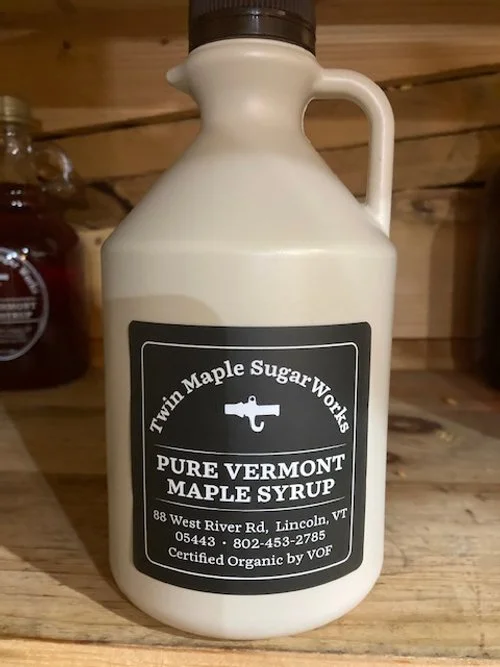 Twin Maple SugarWorks
PURE VERMONT
MAPLE SYRUP
88 West River Rd, Lincoln, VT
05443 · 802-453-2785
Certified Organic by VOF